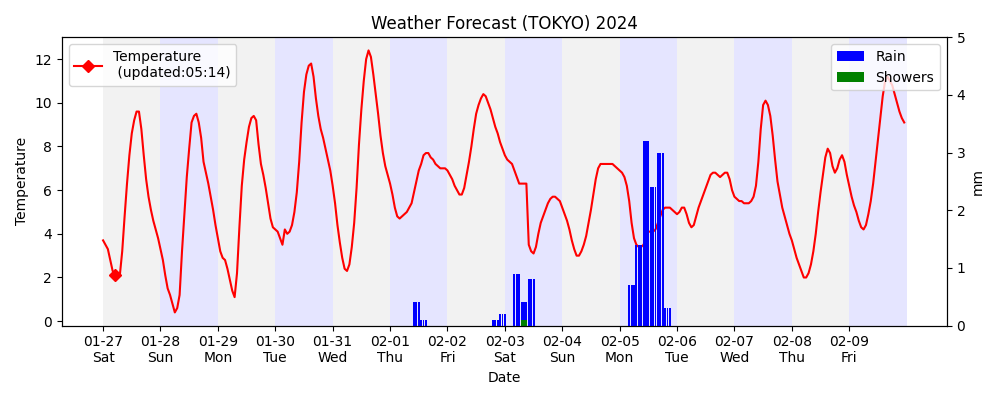 Weather Forecast (TOKYO) 2024
Temperature
(updated:05:14)
Rain
Showers
Temperature
12
10
8
6
4
2
0
5
4
3
2
1
0
mm
01-27 01-28 01-29 01-30 01-31 02-01 02-02 02-03 02-04 02-05 02-06 02-07 02-08 02-09
Sat Sun Mon Tue Wed Thu Fri Sat Sun Mon Tue Wed Thu Fri
Date